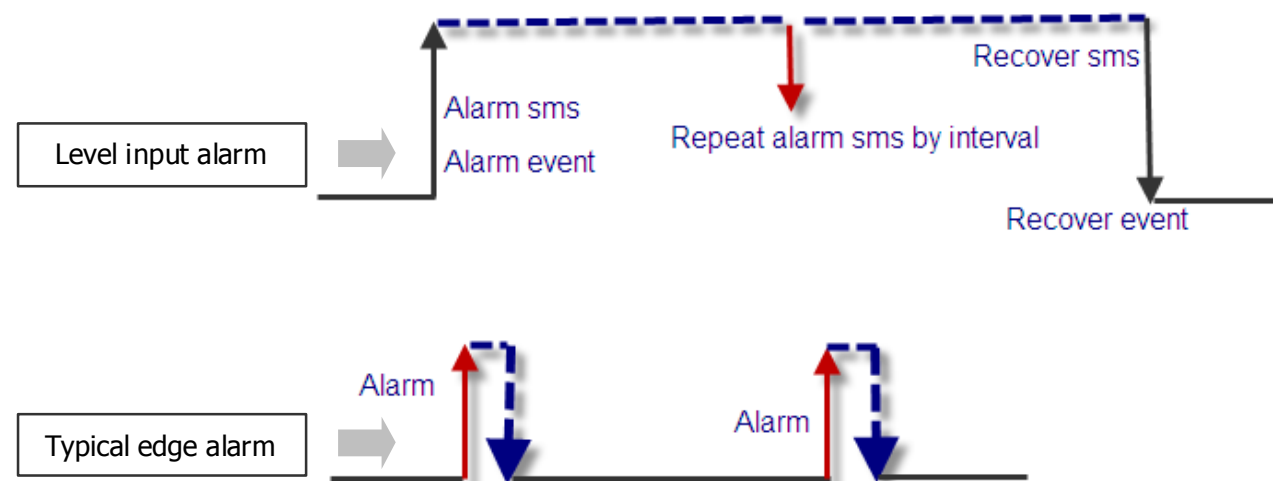 Recover sms
Alarm sms
Repeat alarm sms by interval
Level input alarm
Alarm event
Recover event
Alarm
Alarm
Typical edge alarm